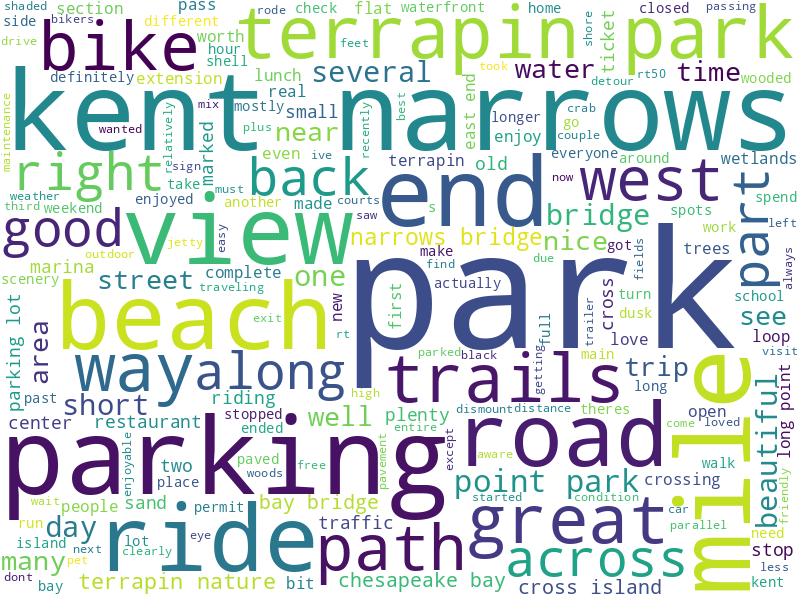 shaded
bikers
different
pass
check
flat
waterfront
home
closed
passing
side
section
rode
bike
terrapin park
drive
worth
hour
shell
lunch
feet
shore
ticket
rt50
wooded
definitely
extension
several
water
time
real
small
took
detour
maintenance
kent narrows
mostly
relatively
mix
wanted
plus
near
best
recently
longer
enjoy
east end
crab
go
couple
marked
even
ive
sign
right
take
back
terrapin
old
everyone
around
wetlands
weather
enjoyed
must
end
west
part
spend
third
weekend
another
made
courts
saw
s
bridge
spots
work
left
good
view
now
easy
outdoor
jetty
narrows bridge
nice
got
fields
trees
always
scenery
marina
street
complete
one
make
find
due
traveling
actually
park
school
exit
beach
new
rt
first
full
cross
turn
dusk
see
parking lot
area
way
along
parked
black
trailer
love
main
loop
visit
trails
getting
trip
long
past
short
riding
high
mile
center
restaurant
stopped
ended
well
plenty
dismount
distance
theres
open
beautiful
long point
parking
enjoyable
two
paved
entire
except
road
come
loved
place
woods
free
pavement
aware
point park
crossing
walk
friendly
wait
people
sand
bay bridge
started
condition
car
need
run
day
permit
traffic
great
parallel
island
next
clearly
lot
eye
ride
path
across
stop
many
pet
less
dont
bay
terrapin nature
bit
chesapeake bay
cross island
kent